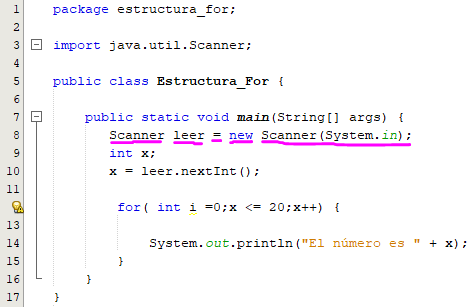 1 package estructura_for;
2
3 import java.util.Scanner;
4
5 public class Estructura_For {
6
7 public static void main(String[] args) {
8 Scanner leer = new Scanner(System.in);
9 int x;
10 x = leer.nextInt();
11
for( int i =0;x <= 20;x++) {
13
14 System.out.println("El número es " + x);
15 }
16 }
17 }